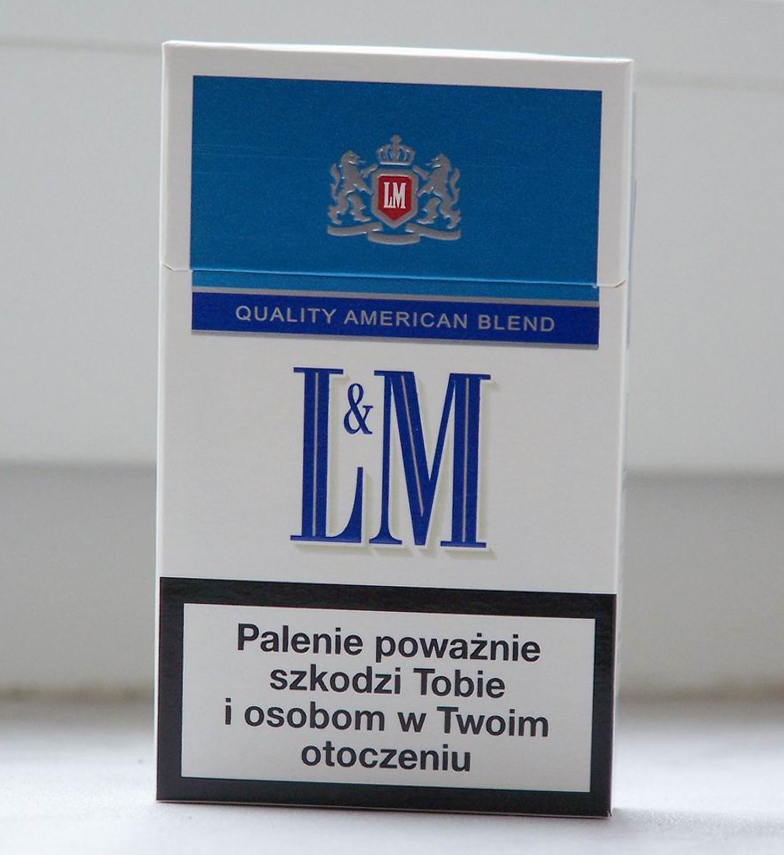 LM
QUALITY AMERICAN BLEND
L&M
Palenie poważnie
szkodzi Tobie
i osobom w Twoim
otoczeniu